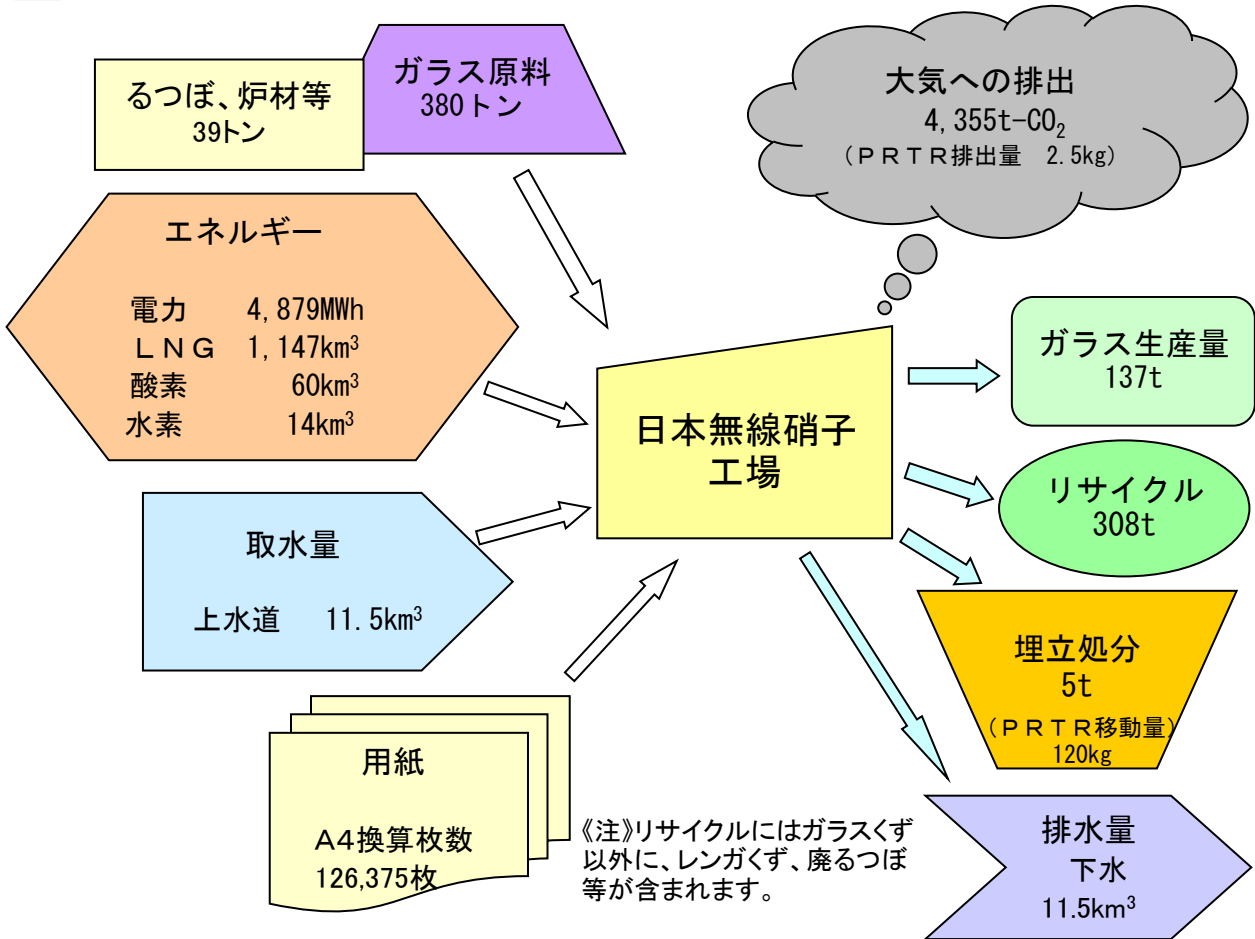 るつぼ、炉材等
39トン
ガラス原料
380トン
大気への排出
4,355t-CO₂
(PRTR排出量 2.5kg)
エネルギー
電力 4,879MWh
LNG 1,147km³
酸素 60km³
水素 14km³
日本無線硝子
工場
ガラス生産量
137t
リサイクル
308t
取水量
上水道 11.5km³
埋立処分
5t
(PRTR移動量)
120kg
用紙
A4換算枚数
126,375枚
《注》リサイクルにはガラスくず
以外に、レンガくず、廃るつぼ
等が含まれます。
排水量
下水
11.5km³